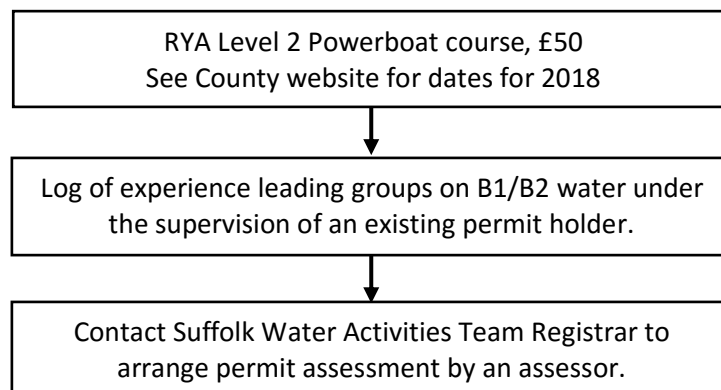 RYA Level 2 Powerboat course, £50
See County website for dates for 2018
Log of experience leading groups on B1/B2 water under
the supervision of an existing permit holder.
Contact Suffolk Water Activities Team Registrar to
arrange permit assessment by an assessor.